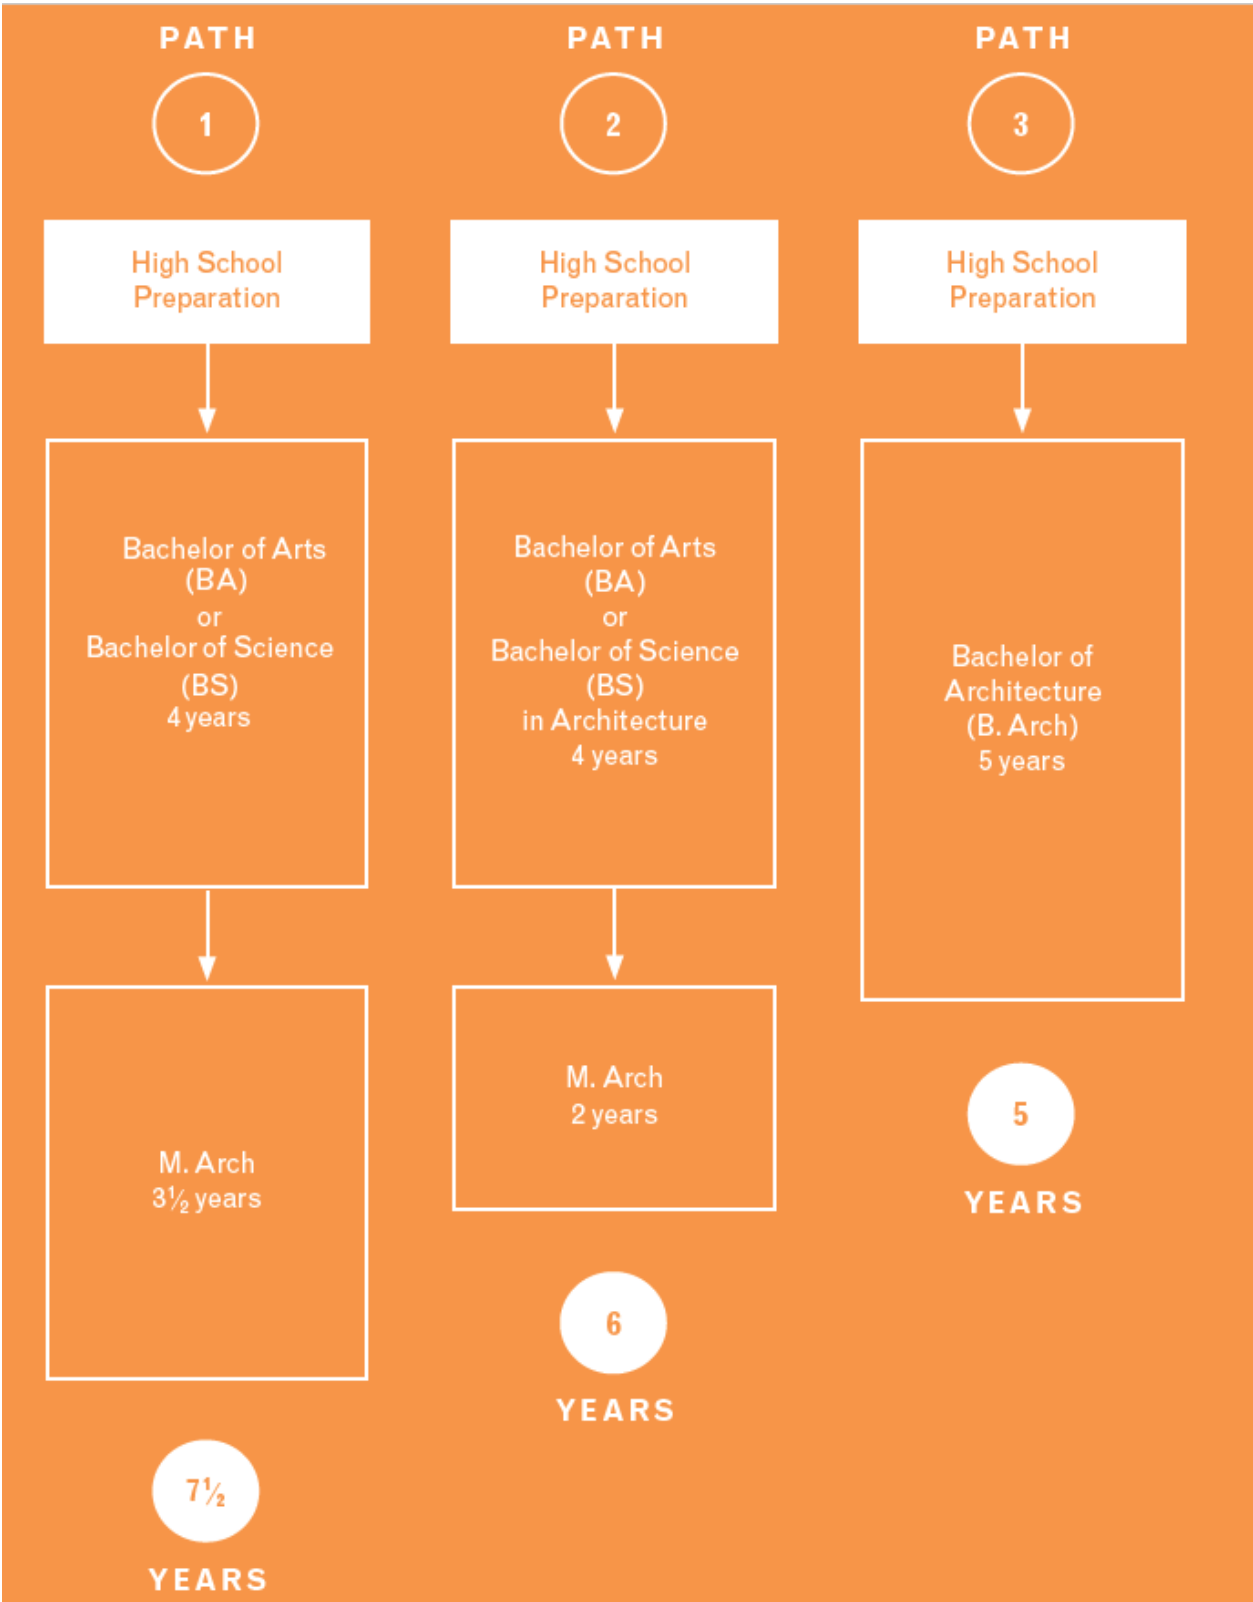 PATH
1
High School
Preparation
Bachelor of Arts
(BA)
or
Bachelor of Science
(BS)
4 years
M. Arch
3½ years
7½
YEARS
PATH
2
High School
Preparation
Bachelor of Arts
(BA)
or
Bachelor of Science
(BS)
in Architecture
4 years
M. Arch
2 years
6
YEARS
PATH
3
High School
Preparation
Bachelor of
Architecture
(B. Arch)
5 years
5
YEARS